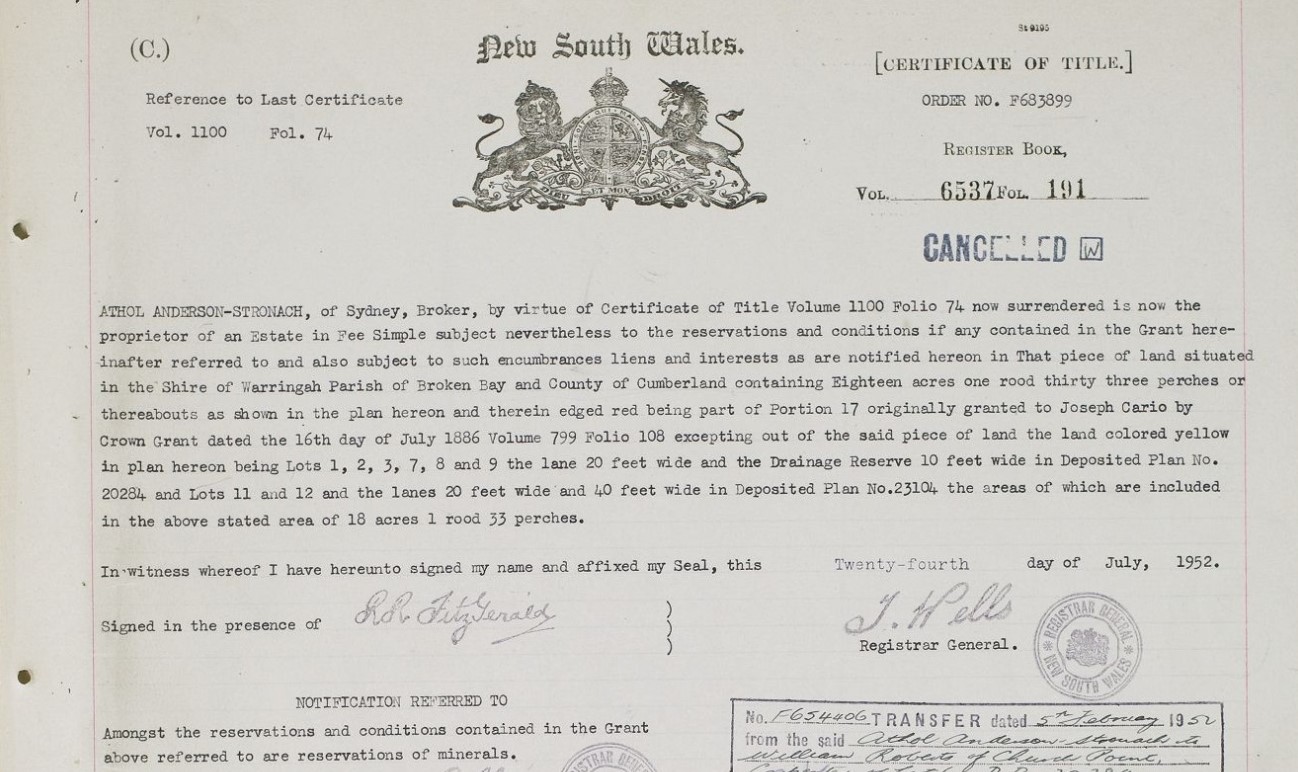 St 9195
(C.)
New South Wales.
[CERTIFICATE OF TITLE.]
Reference to Last Certificate
ORDER NO. F683899
Vol. 1100 Fol. 74
REGISTER BOOK,
VOL. 6537 FOL. 191
DIEU ET MON DROIT
CANCELLED W
ATHOL ANDERSON-STRONACH, of Sydney, Broker, by virtue of Certificate of Title Volume 1100 Folio 74 now surrendered is now the
proprietor of an Estate in Fee Simple subject nevertheless to the reservations and conditions if any contained in the Grant here-
inafter referred to and also subject to such encumbrances liens and interests as are notified hereon in That piece of land situated
in the Shire of Warringah Parish of Broken Bay and County of Cumberland containing Eighteen acres one rood thirty three perches or
thereabouts as shown in the plan hereon and therein edged red being part of Portion 17 originally granted to Joseph Cario by
Crown Grant dated the 16th day of July 1886 Volume 799 Folio 108 excepting out of the said piece of land the land colored yellow
in plan hereon being Lots 1, 2, 3, 7, 8 and 9 the lane 20 feet wide and the Drainage Reserve 10 feet wide in Deposited Plan No.
20284 and Lots 11 and 12 and the lanes 20 feet wide and 40 feet wide in Deposited Plan No.23104 the areas of which are included
in the above stated area of 18 acres 1 rood 33 perches.
In witness whereof I have hereunto signed my name and affixed my Seal, this Twenty-fourth day of July, 1952.
Signed in the presence of FitzGerald
J. Wells
Registrar General.
REGISTRAR GENERAL NEW SOUTH WALES
NOTIFICATION REFERRED TO
Amongst the reservations and conditions contained in the Grant
above referred to are reservations of minerals.
REGISTRAR GENERAL
No. F654406 TRANSFER dated 5th February 1952
from the said Athol Anderson-Stronach to
William Roberts of Church Point,